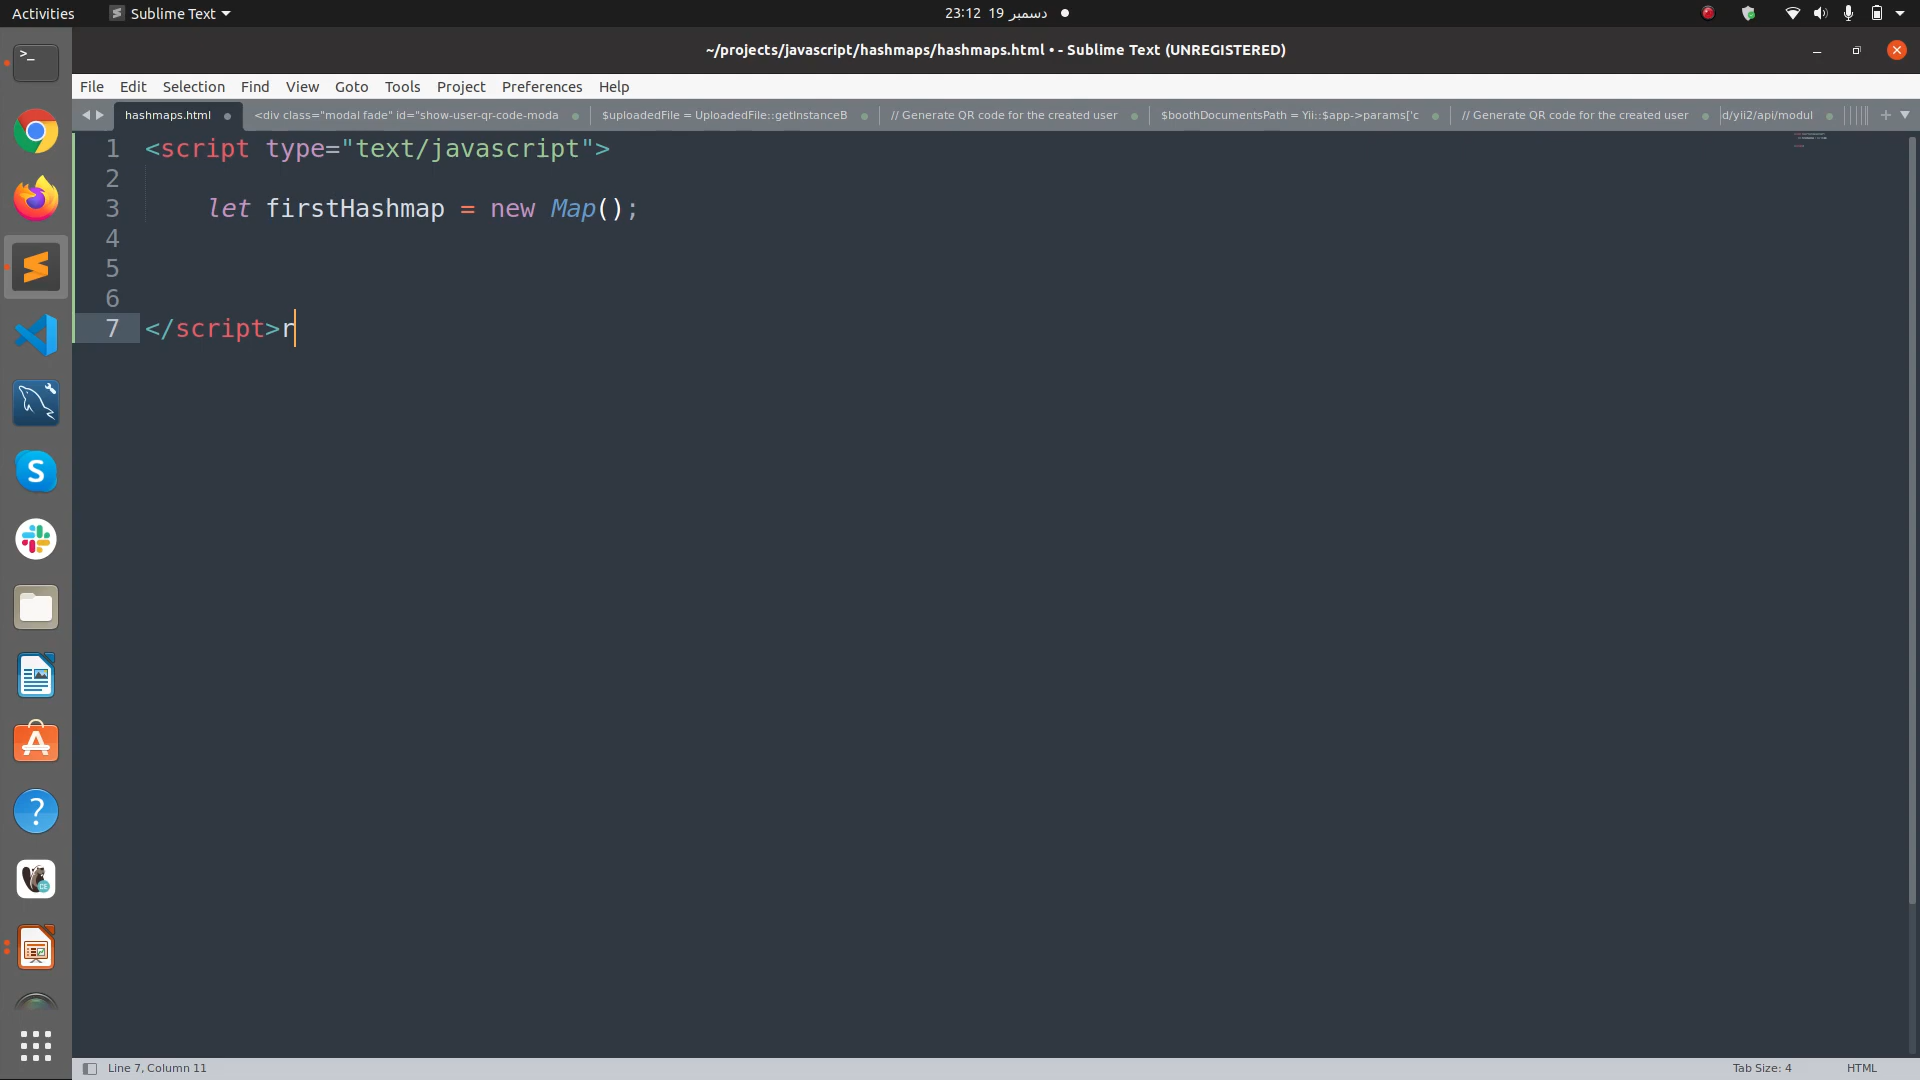 Activities
Sublime Text
23:12 19 دسمبر
~/projects/javascript/hashmaps/hashmaps.html • - Sublime Text (UNREGISTERED)
File Edit Selection Find View Goto Tools Project Preferences Help
hashmaps.html
<div class="modal fade" id="show-user-qr-code-moda
$uploadedFile = UploadedFile::getInstanceB
// Generate QR code for the created user
$boothDocumentsPath = Yii::$app->params['c
// Generate QR code for the created user
d/yii2/api/modul
1 <script type="text/javascript">
2
3 let firstHashmap = new Map();
4
5
6
7 </script>r
Line 7, Column 11
Tab Size: 4
HTML